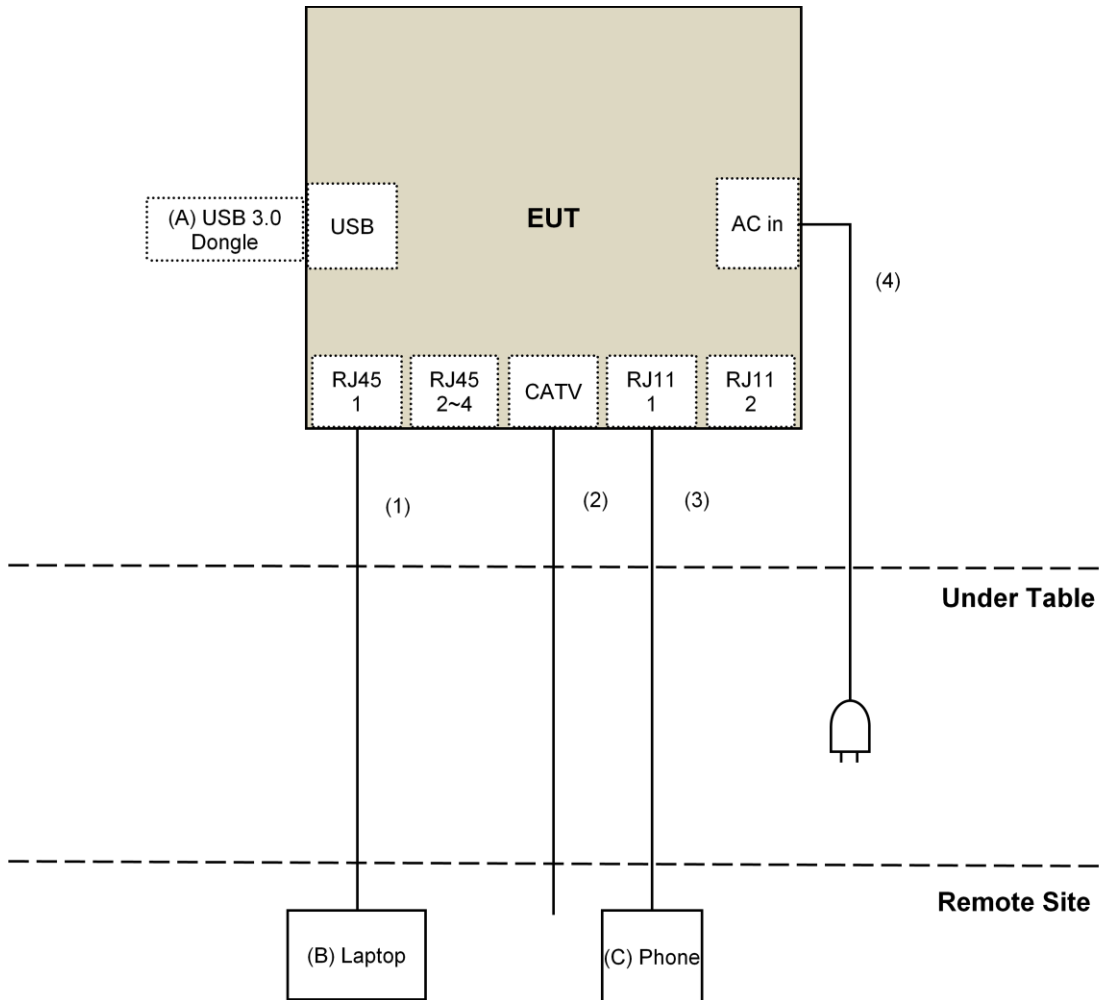 (A) USB 3.0
Dongle
USB
EUT
AC in
(4)
RJ45
1
RJ45
2~4
CATV
RJ11
1
RJ11
2
(1)
(2)
(3)
Under Table
Remote Site
(B) Laptop
(C) Phone